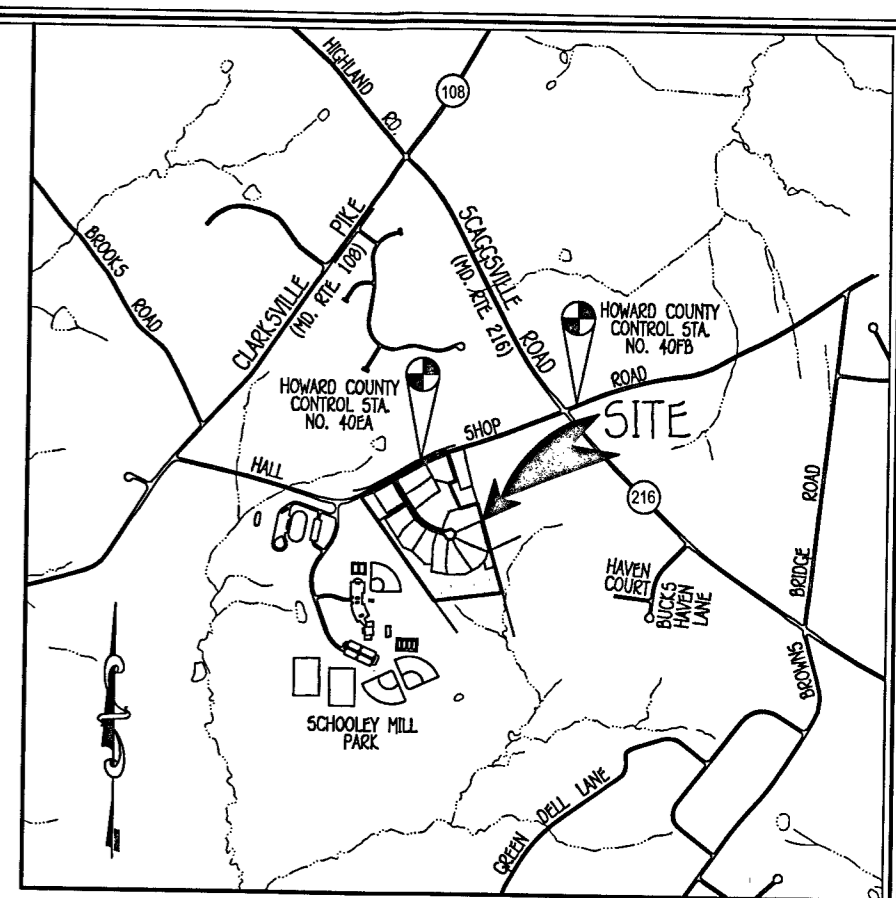 HIGHLAND RD.
108
BROOKS ROAD
CLARKSVILLE PIKE
(MD. RTE 108)
SCAGGSVILLE ROAD
(MD. RTE 216)
HOWARD COUNTY
CONTROL STA.
NO. 40FB
HOWARD COUNTY
CONTROL STA.
NO. 40EA
HALL SHOP ROAD
SITE
216
HAVEN
COURT
BUCKS
HAVEN
LANE
BROWNS BRIDGE ROAD
SCHOOLEY MILL
PARK
GREEN DELL LANE